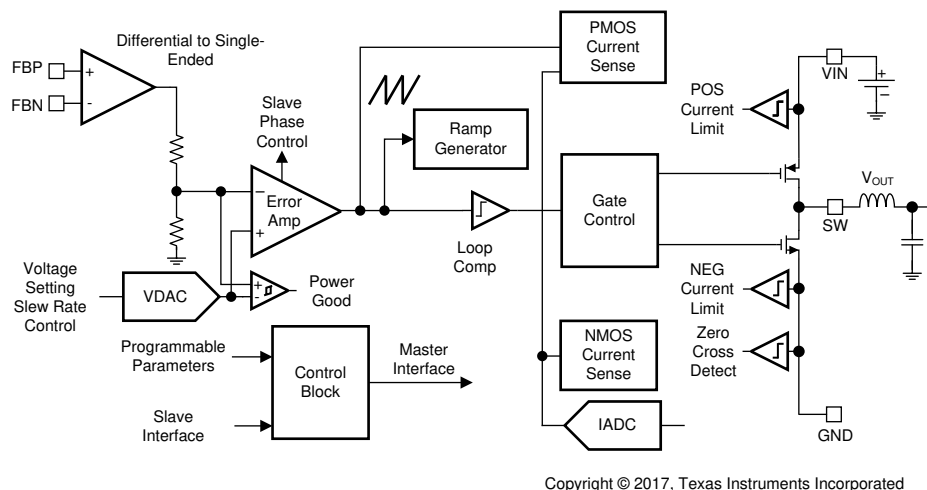 Differential to Single-
Ended
FBP
FBN
+
-
Slave
Phase
Control
Ramp
Generator
PMOS
Current
Sense
VIN
+
−
POS
Current
Limit
−
Error
Amp
+
Loop
Comp
Gate
Control
VOUT
SW
Voltage
Setting
Slew Rate
Control
VDAC
+
-
Power
Good
NEG
Current
Limit
Zero
Cross
Detect
Programmable
Parameters
Control
Block
Master
Interface
Slave
Interface
NMOS
Current
Sense
IADC
GND
Copyright © 2017, Texas Instruments Incorporated